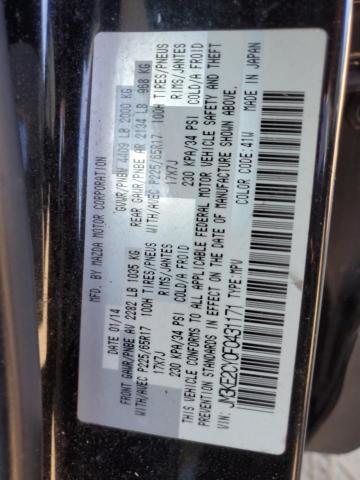 MFD. BY MAZDA MOTOR CORPORATION
DATE 01/14 GVWR/PNBV 4409 LB 2000 KG
FRONT GAWR/PNBE AV 2282 LB 1035 KG REAR GAWR/PNBE AR 2134 LB 968 KG
WITH/AVEC P225/65R17 100H TIRES/PNEUS WITH/AVEC P225/65R17 100H TIRES/PNEUS
17X7J RIMS/JANTES 17X7J RIMS/JANTES
230 KPA/34 PSI COLD/A FROID 230 KPA/34 PSI COLD/A FROID
THIS VEHICLE CONFORMS TO ALL APPLICABLE FEDERAL MOTOR VEHICLE SAFETY AND THEFT
PREVENTION STANDARDS IN EFFECT ON THE DATE OF MANUFACTURE SHOWN ABOVE.
VIN: JM3KE2CY0F0431171 TYPE:MPV COLOR CODE:41W MADE IN JAPAN